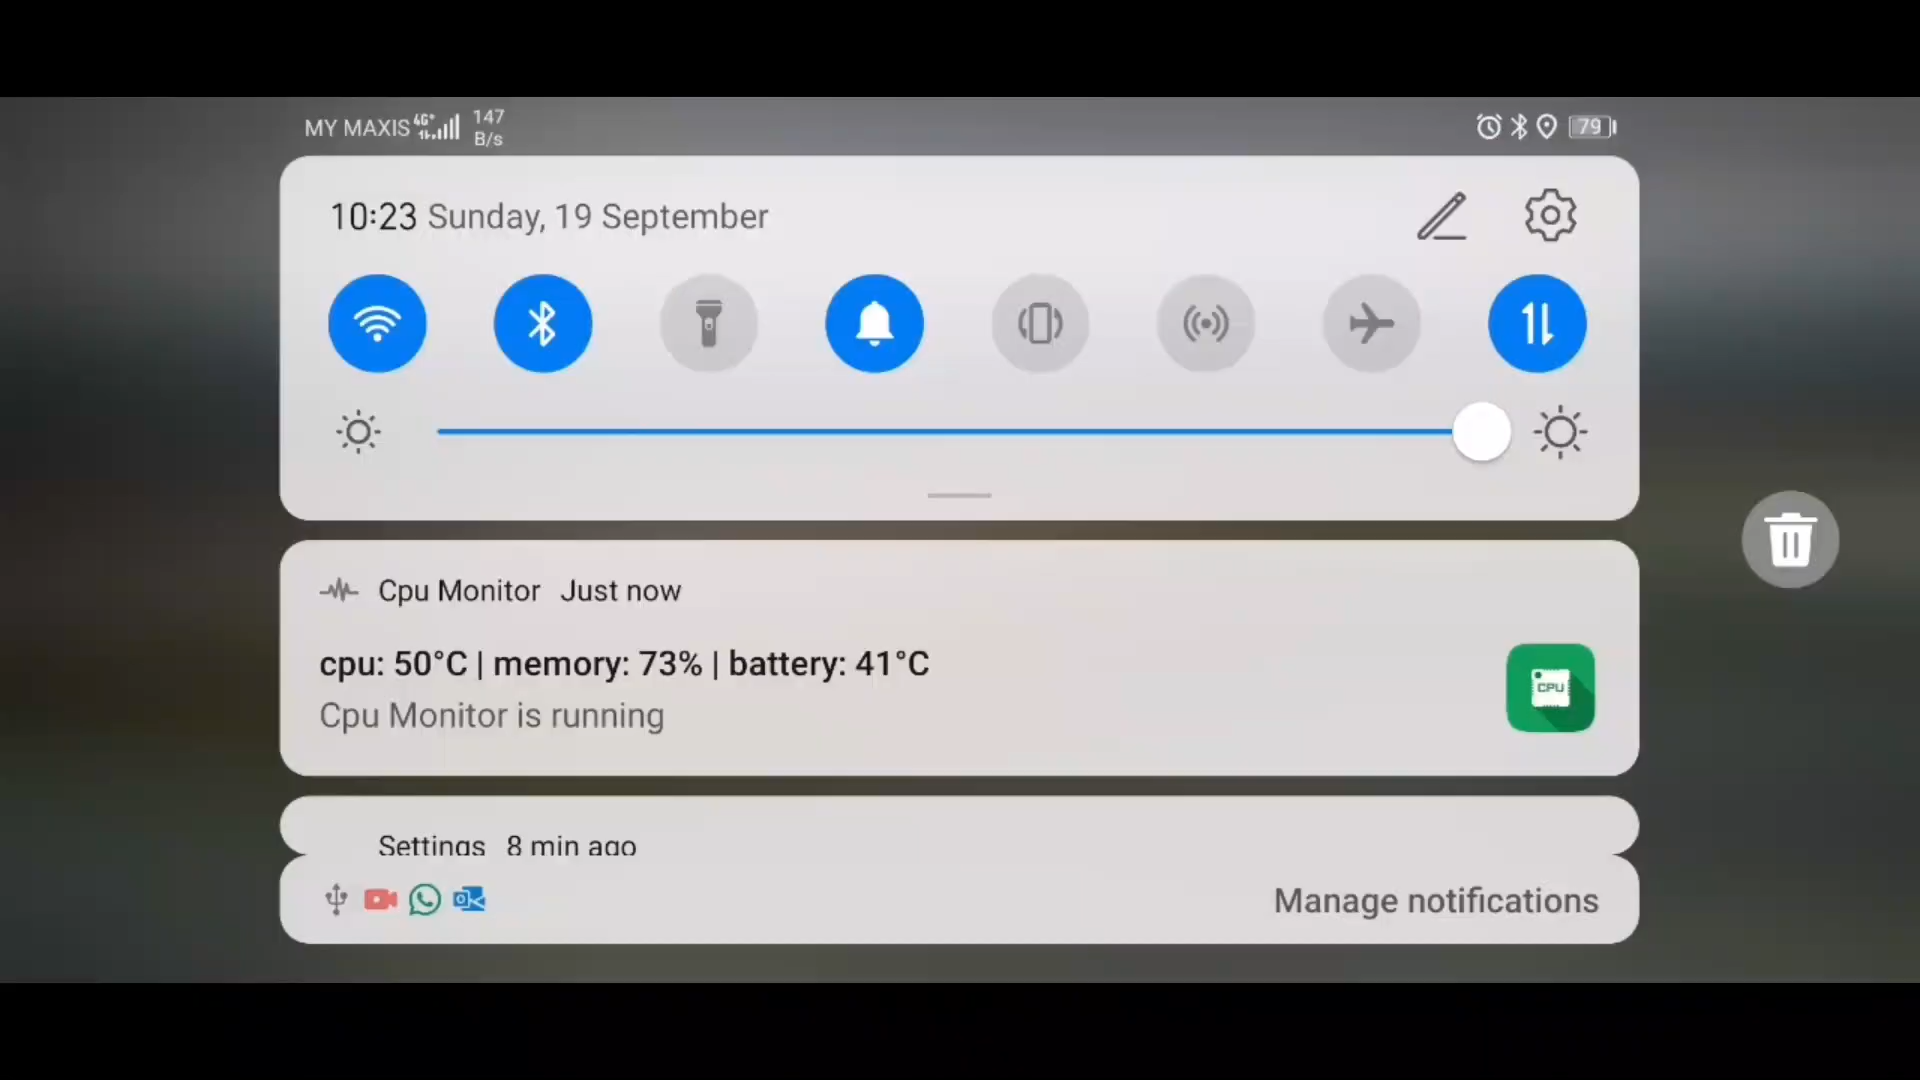 MY MAXIS 4G+ 147 B/s
79
10:23 Sunday, 19 September
Cpu Monitor Just now
cpu: 50°C | memory: 73% | battery: 41°C
CPU
Cpu Monitor is running
Settings 8 min ago
Manage notifications